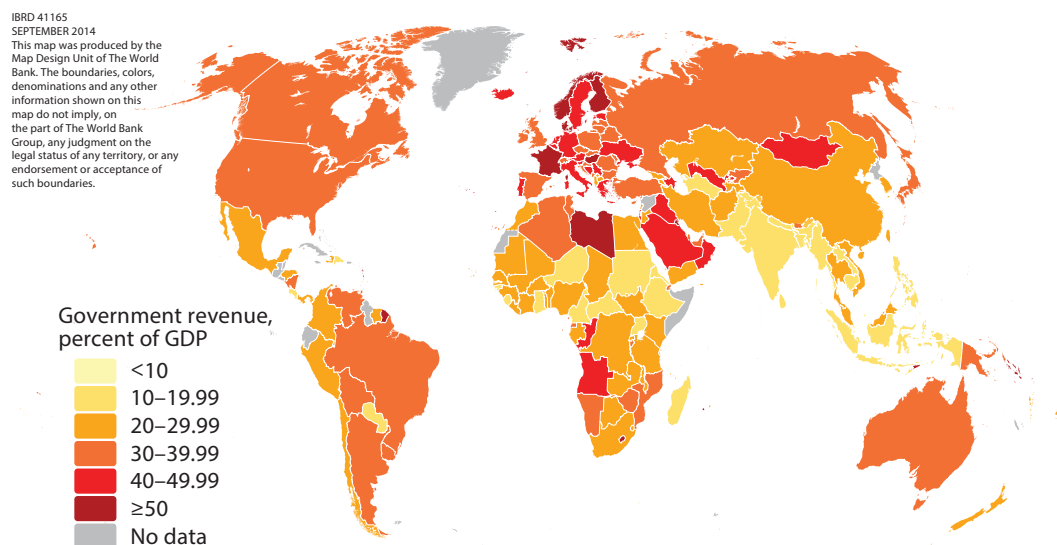 IBRD 41165
SEPTEMBER 2014
This map was produced by the
Map Design Unit of The World
Bank. The boundaries, colors,
denominations and any other
information shown on this
map do not imply, on
the part of The World Bank
Group, any judgment on the
legal status of any territory, or any
endorsement or acceptance of
such boundaries.
Government revenue,
percent of GDP
<10
10–19.99
20–29.99
30–39.99
40–49.99
≥50
No data